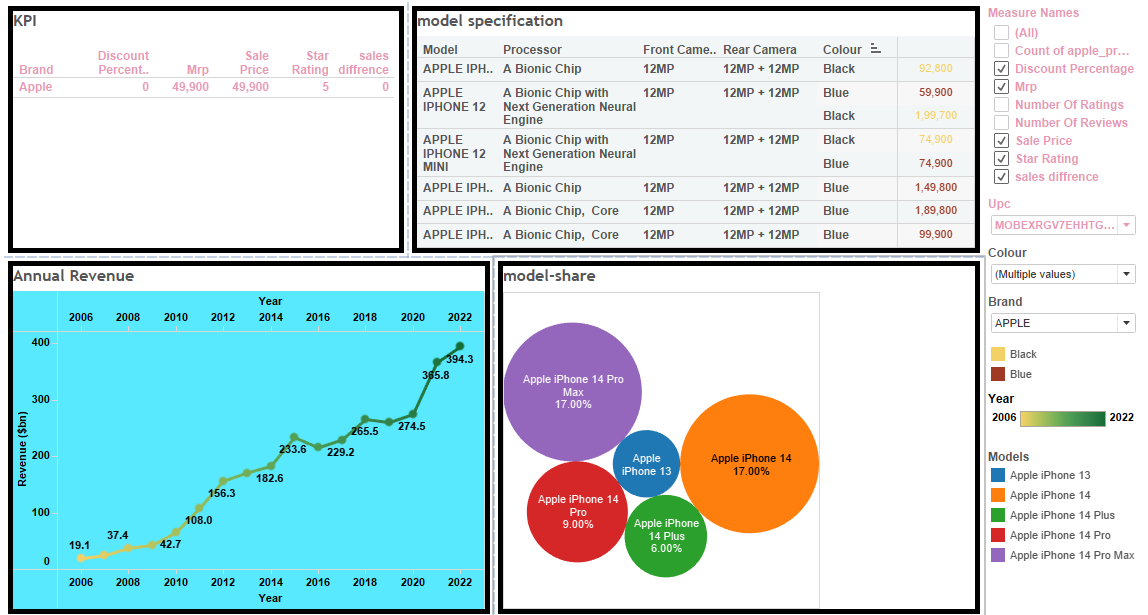 KPI
Brand Discount Percent.. Mrp Sale Price Star Rating sales diffrence
Apple 0 49,900 49,900 5 0
model specification
Model Processor Front Came.. Rear Camera Colour
APPLE IPH.. A Bionic Chip 12MP 12MP + 12MP Black 92,800
APPLE IPHONE 12 A Bionic Chip with Next Generation Neural Engine 12MP 12MP + 12MP Blue 59,900
Black 1,99,700
APPLE IPHONE 12 MINI A Bionic Chip with Next Generation Neural Engine 12MP 12MP + 12MP Black 74,900
Blue 74,900
APPLE IPH.. A Bionic Chip 12MP 12MP + 12MP Blue 1,49,800
APPLE IPH.. A Bionic Chip, Core 12MP 12MP + 12MP Blue 1,89,800
APPLE IPH.. A Bionic Chip, Core 12MP 12MP + 12MP Blue 99,900
Measure Names
(All)
Count of apple_pr...
Discount Percentage
Mrp
Number Of Ratings
Number Of Reviews
Sale Price
Star Rating
sales diffrence
Upc
MOBEXRGV7EHHTG...
Colour
(Multiple values)
Brand
APPLE
Black
Blue
Year
2006 2022
Models
Apple iPhone 13
Apple iPhone 14
Apple iPhone 14 Plus
Apple iPhone 14 Pro
Apple iPhone 14 Pro Max
Annual Revenue
Year
2006 2008 2010 2012 2014 2016 2018 2020 2022
Revenue ($bn)
400
300
200
100
0
19.1
37.4
42.7
108.0
156.3
182.6
233.6
229.2
265.5
274.5
365.8
394.3
2006 2008 2010 2012 2014 2016 2018 2020 2022
Year
model-share
Apple iPhone 14 Pro
Max
17.00%
Apple
iPhone 13
Apple iPhone 14
17.00%
Apple iPhone 14
Pro
9.00%
Apple iPhone
14 Plus
6.00%